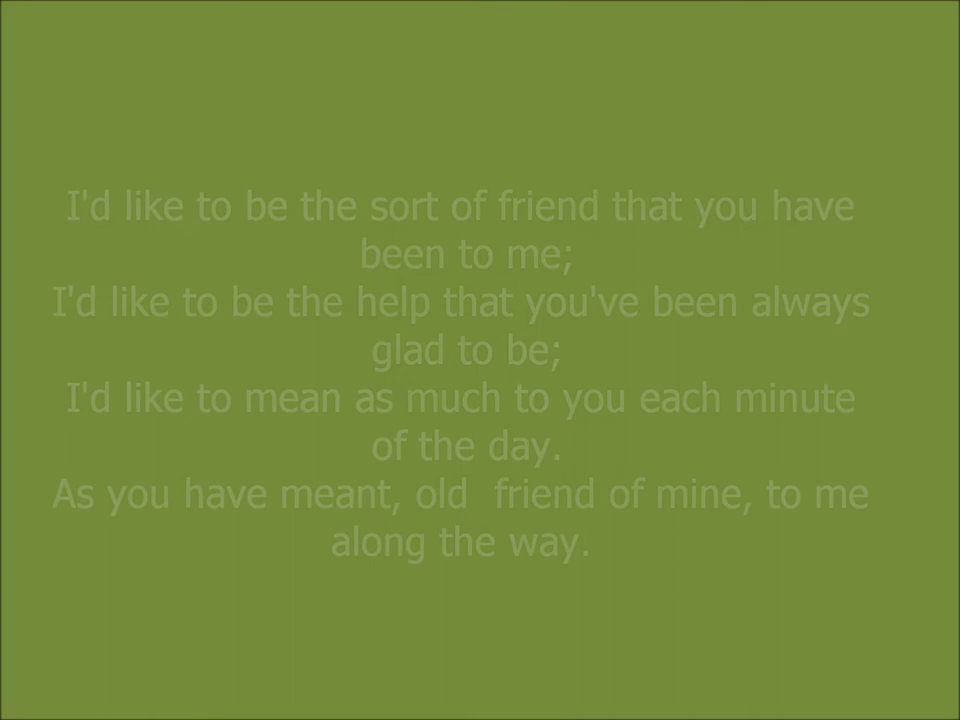 I'd like to be the sort of friend that you have
been to me;
I'd like to be the help that you've been always
glad to be;
I'd like to mean as much to you each minute
of the day.
As you have meant, old  friend of mine, to me
along the way.